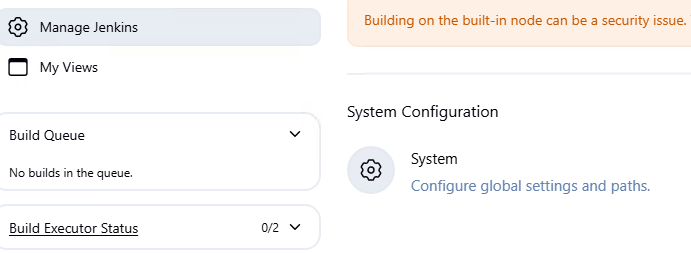 Manage Jenkins
My Views
Build Queue
No builds in the queue.
Build Executor Status
0/2
Building on the built-in node can be a security issue.
System Configuration
System
Configure global settings and paths.